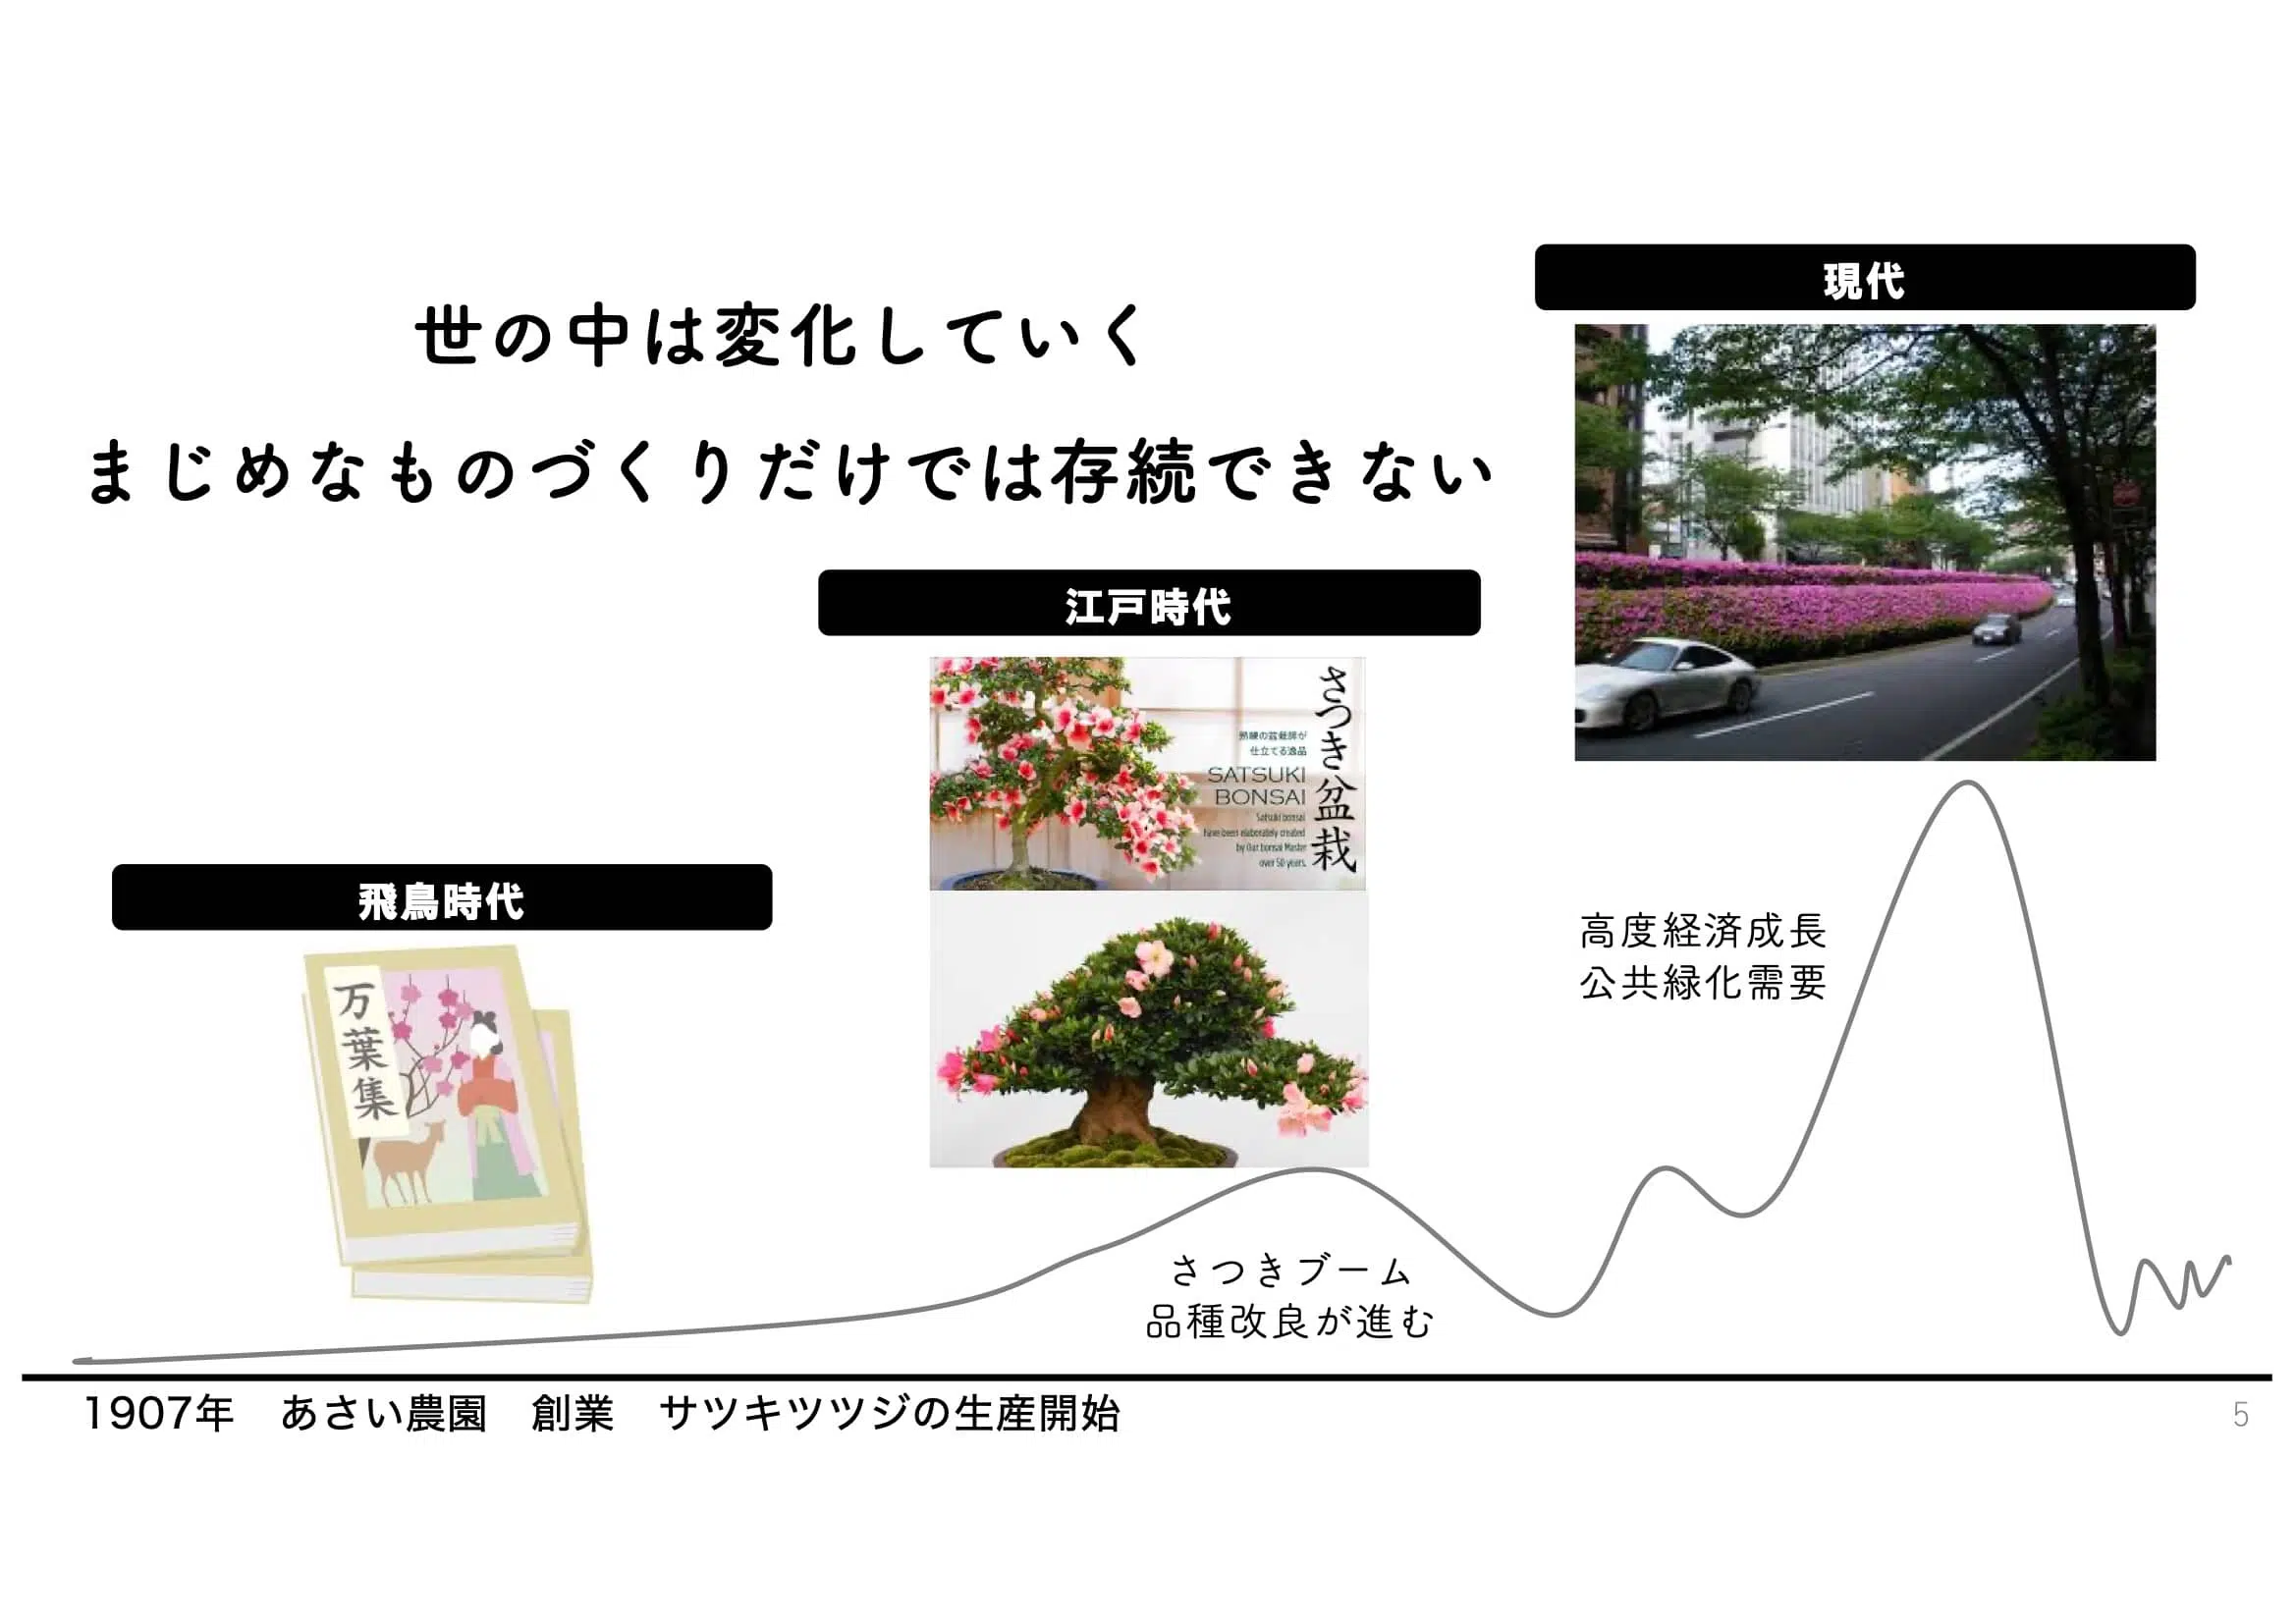 世の中は変化していく
まじめなものづくりだけでは存続できない
現代
江戸時代
さつき盆栽
熟練の盆栽師が
仕立てる逸品
SATSUKI
BONSAI
Satsuki bonsai
have been elaborately created
by Our bonsai Master
over 50 years.
飛鳥時代
万葉集
高度経済成長
公共緑化需要
さつきブーム
品種改良が進む
1907年　あさい農園　創業　サツキツツジの生産開始
5